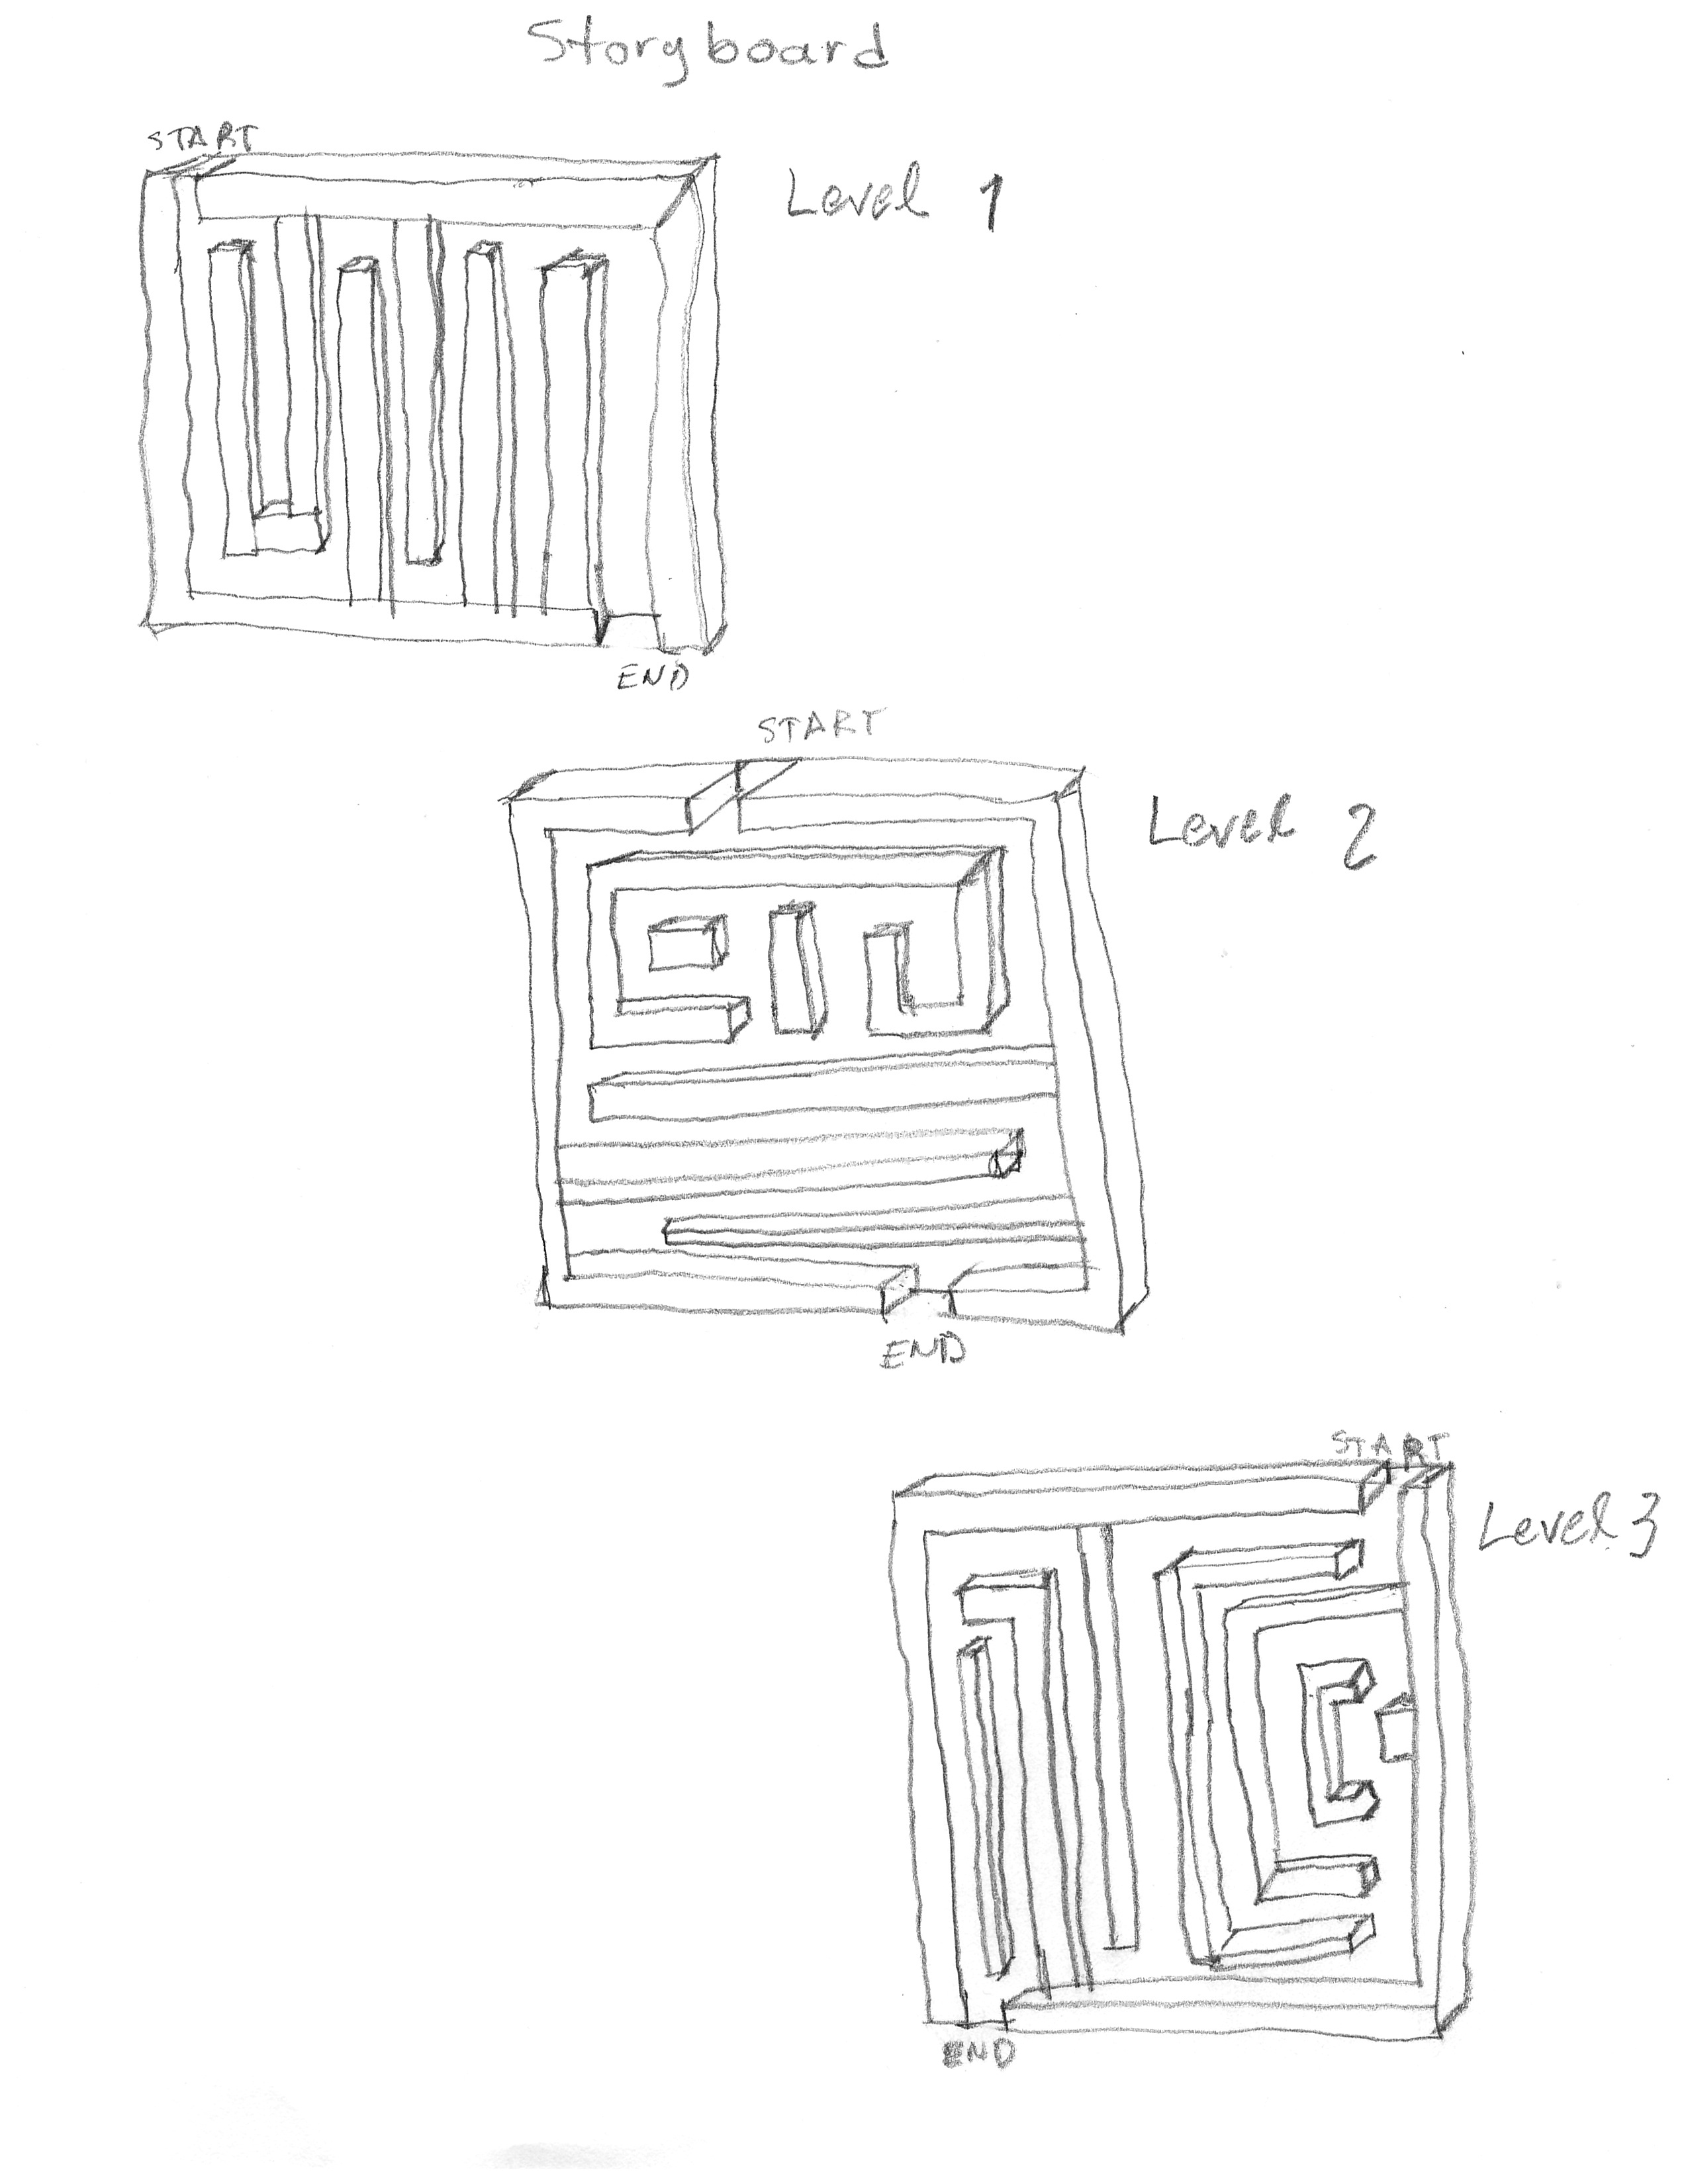 Storyboard
START
Level 1
END
START
Level 2
END
START
Level 3
END